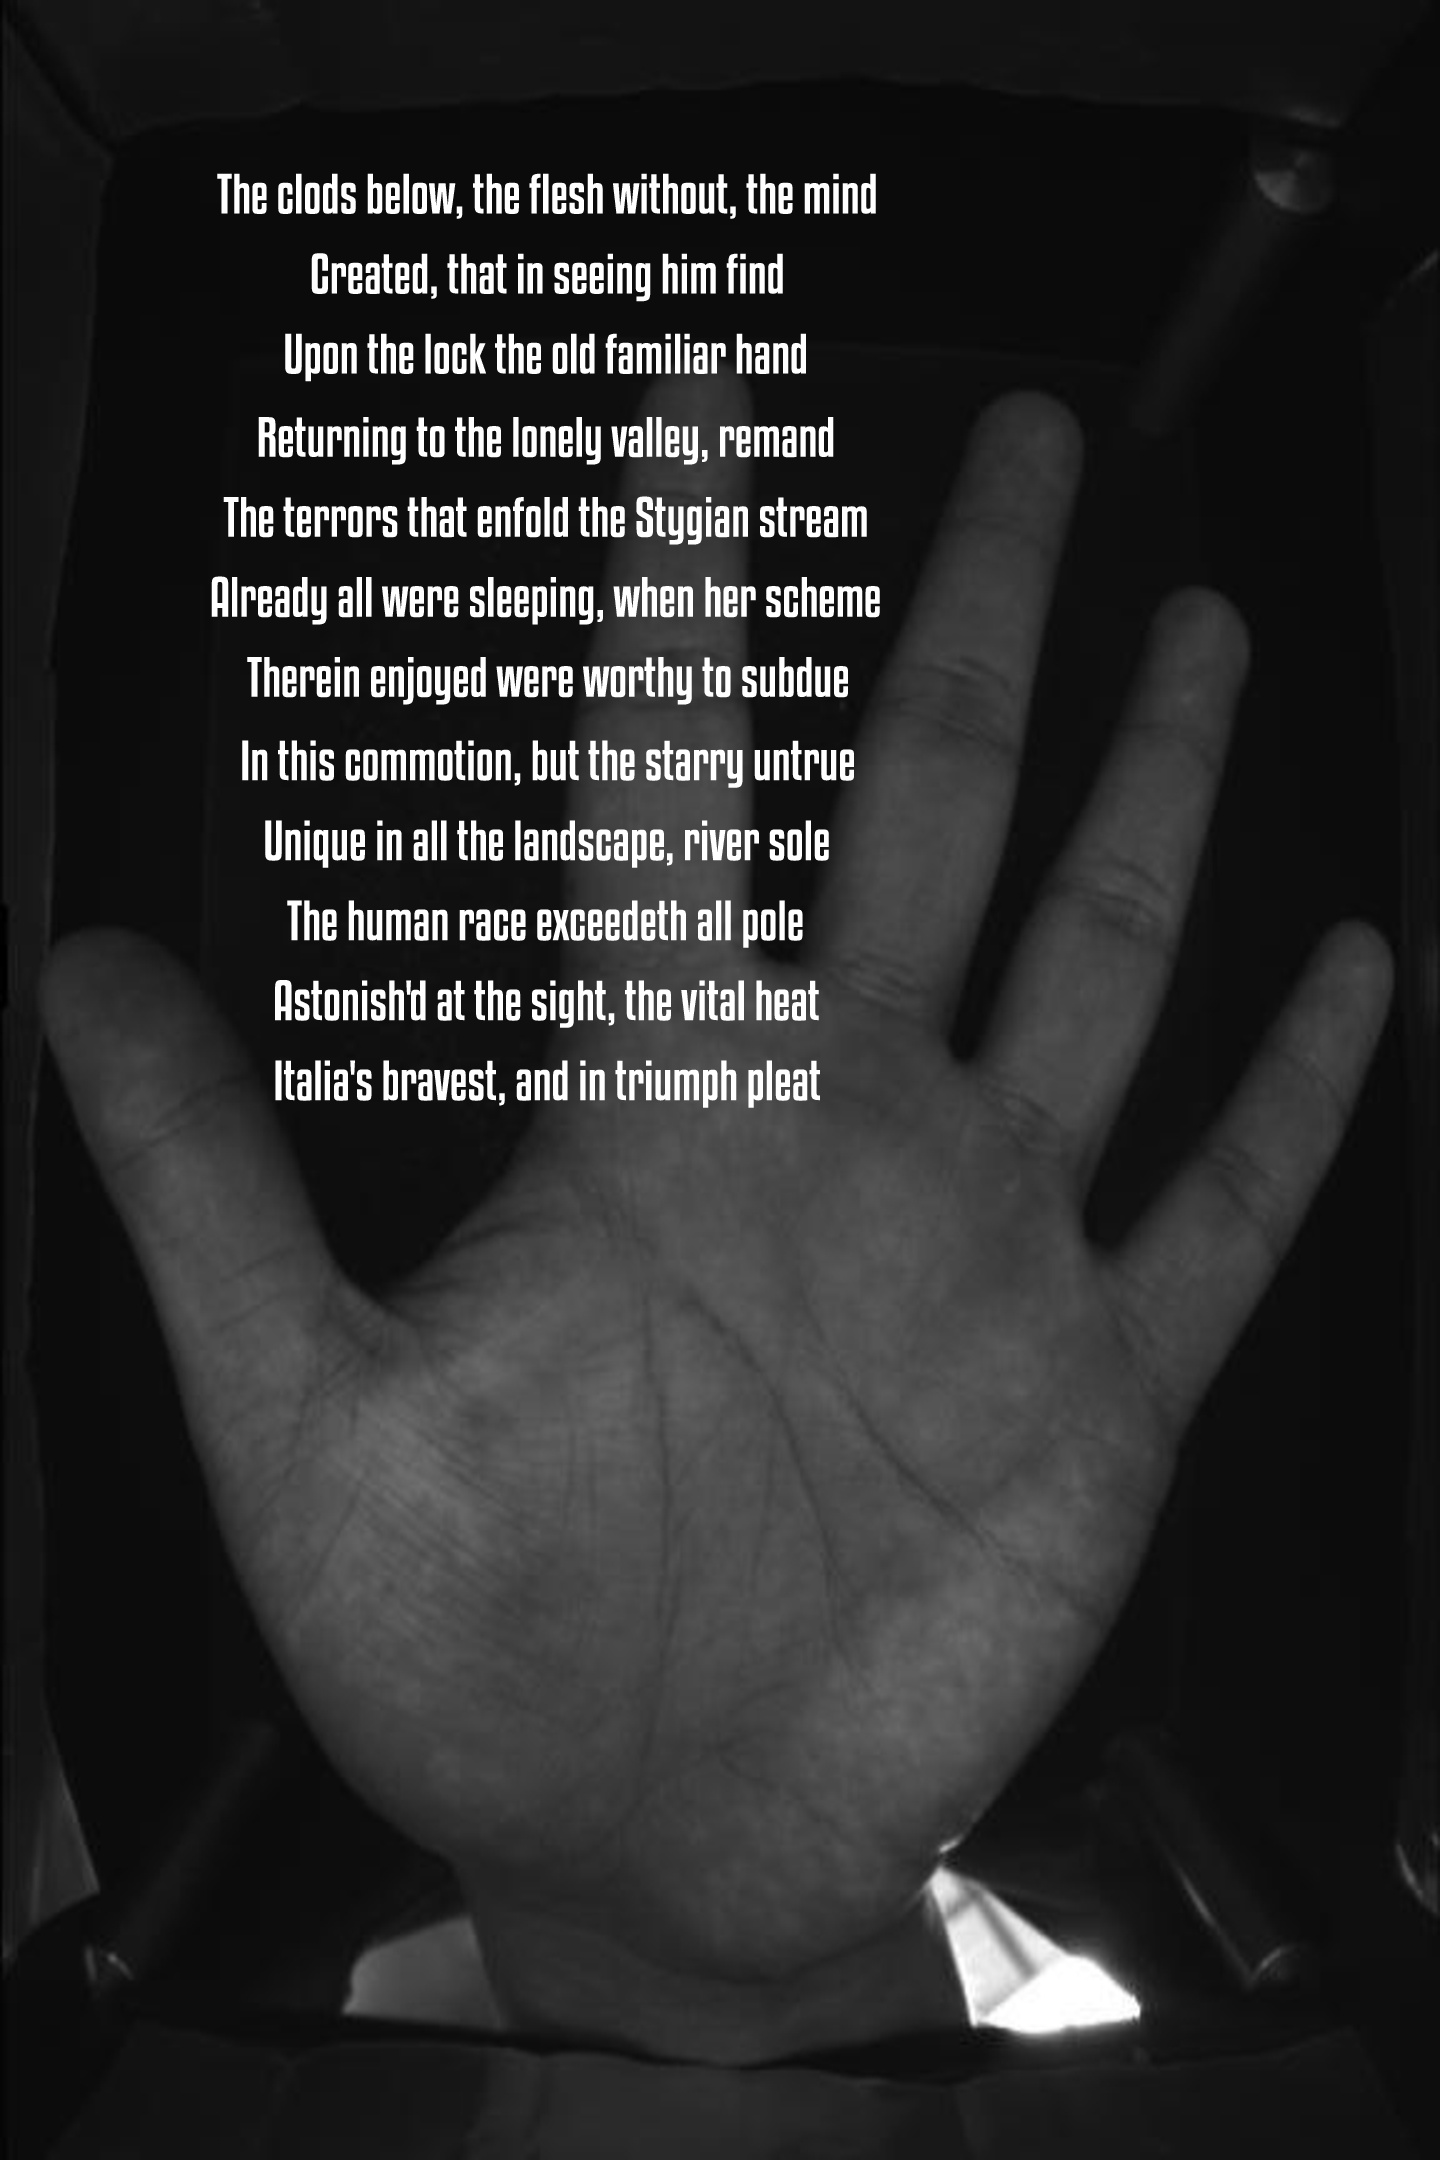 The clods below, the flesh without, the mind
Created, that in seeing him find
Upon the lock the old familiar hand
Returning to the lonely valley, remand
The terrors that enfold the Stygian stream
Already all were sleeping, when her scheme
Therein enjoyed were worthy to subdue
In this commotion, but the starry untrue
Unique in all the landscape, river sole
The human race exceedeth all pole
Astonish'd at the sight, the vital heat
Italia's bravest, and in triumph pleat